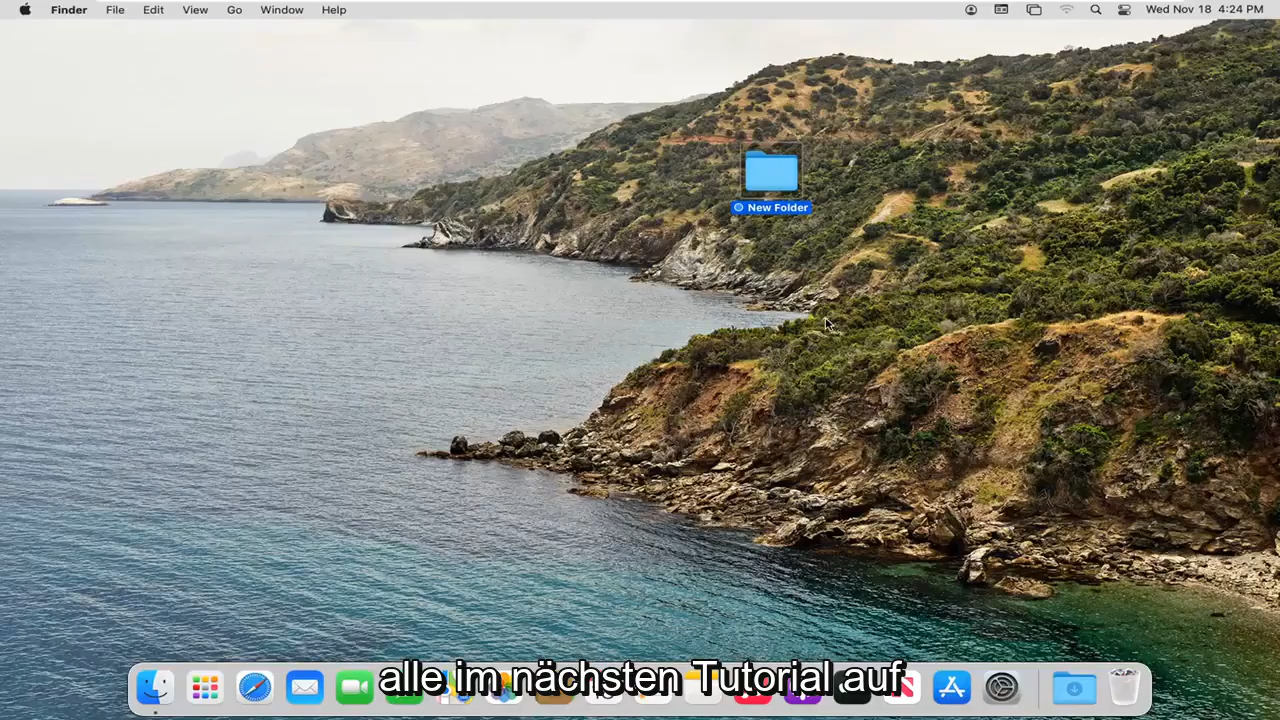 Finder File Edit View Go Window Help Wed Nov 18 4:24 PM
New Folder
alle im nächsten Tutorial auf